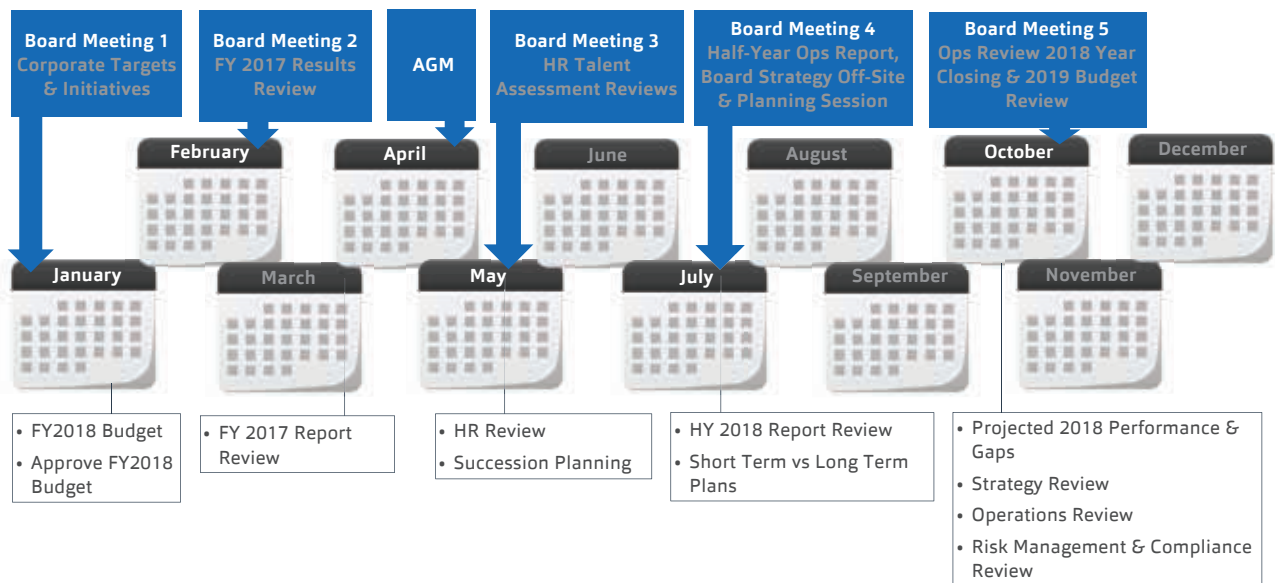 Board Meeting 1
Corporate Targets
& Initiatives
Board Meeting 2
FY 2017 Results
Review
AGM
Board Meeting 3
HR Talent
Assessment Reviews
Board Meeting 4
Half-Year Ops Report,
Board Strategy Off-Site
& Planning Session
Board Meeting 5
Ops Review 2018 Year
Closing & 2019 Budget
Review
February
April
June
August
October
December
January
March
May
July
September
November
• FY2018 Budget
• Approve FY2018
Budget
• FY 2017 Report
Review
• HR Review
• Succession Planning
• HY 2018 Report Review
• Short Term vs Long Term
Plans
• Projected 2018 Performance &
Gaps
• Strategy Review
• Operations Review
• Risk Management & Compliance
Review